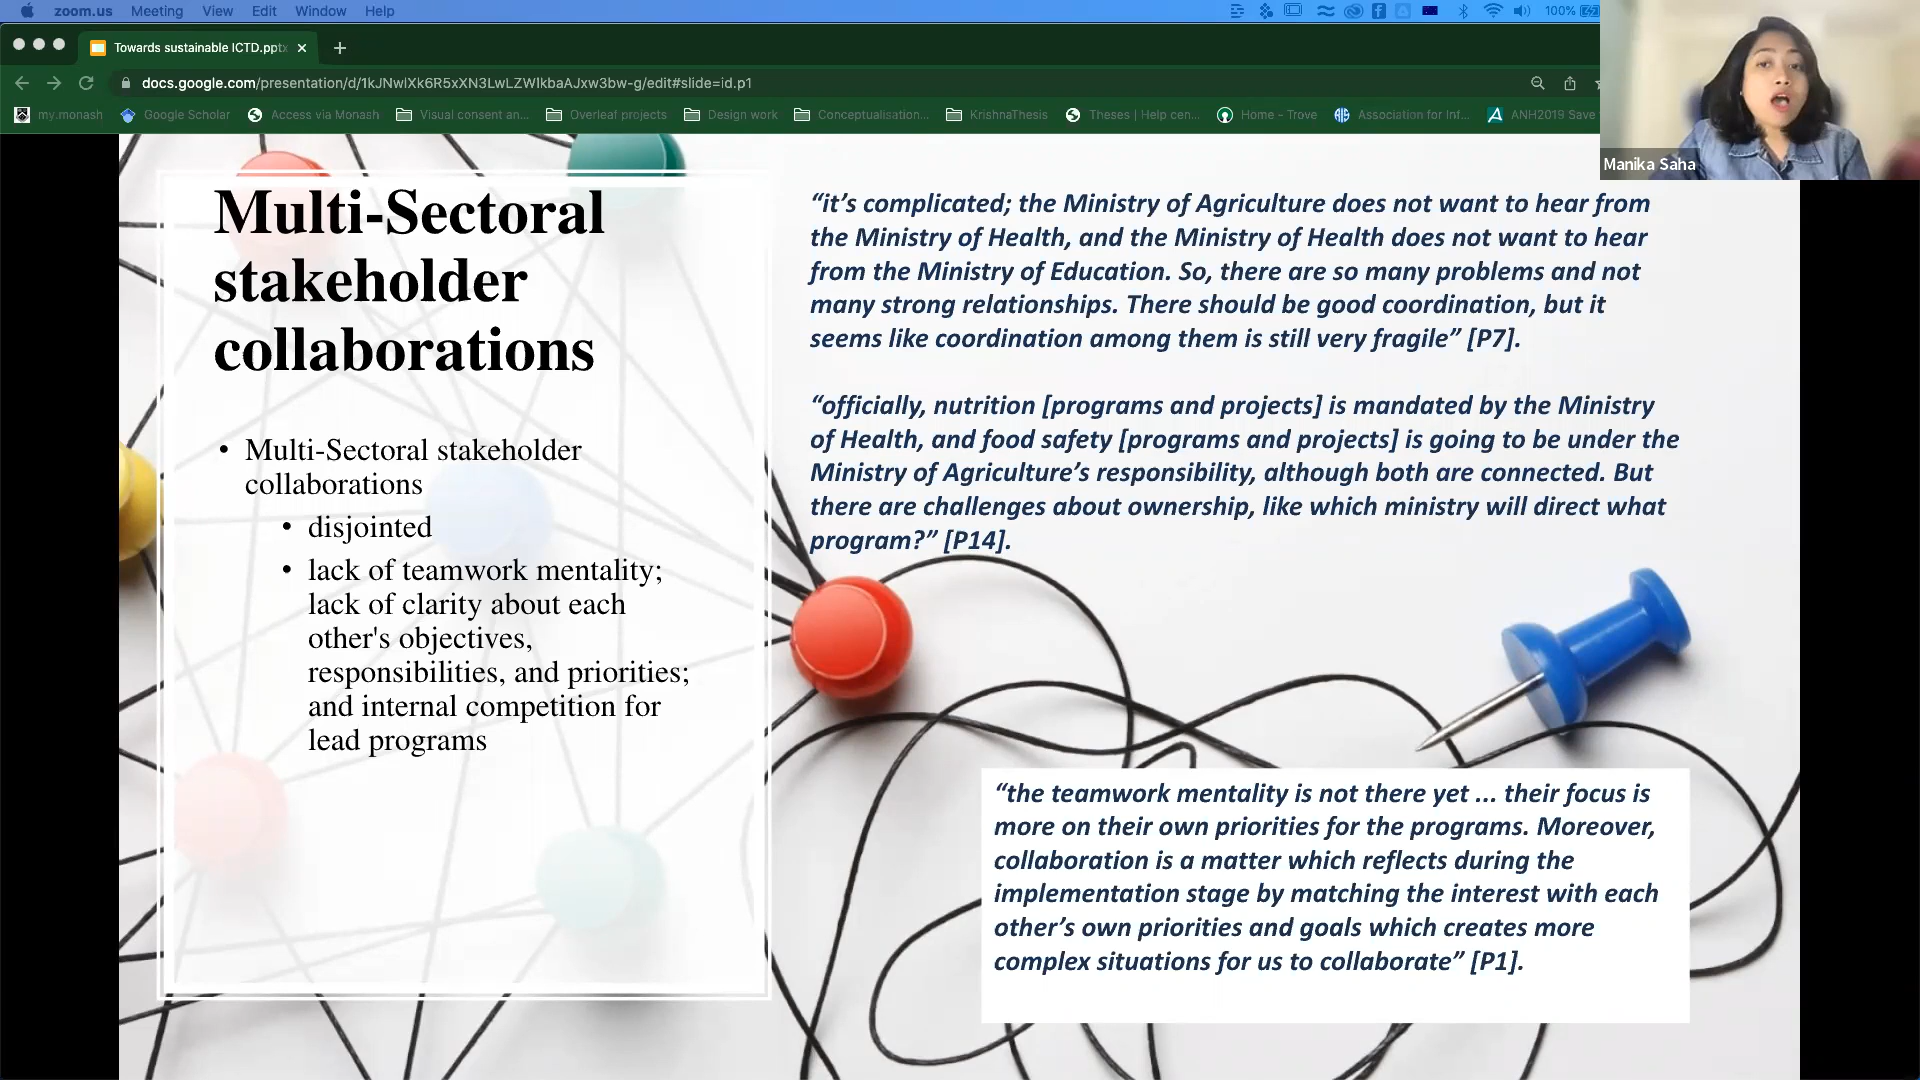 zoom.us Meeting View Edit Window Help
100%
Towards sustainable ICTD.pptx
docs.google.com/presentation/d/1kJNwlXk6R5xXN3LwLZWlkbaAJxw3bw-g/edit#slide=id.p1
my.monash Google Scholar Access via Monash Visual consent an... Overleaf projects Design work Conceptualisation... KrishnaThesis Theses | Help cen... Home – Trove Association for Inf... ANH2019 Save
Manika Saha
Multi-Sectoral
stakeholder
collaborations
• Multi-Sectoral stakeholder
collaborations
• disjointed
• lack of teamwork mentality;
lack of clarity about each
other's objectives,
responsibilities, and priorities;
and internal competition for
lead programs
“it’s complicated; the Ministry of Agriculture does not want to hear from
the Ministry of Health, and the Ministry of Health does not want to hear
from the Ministry of Education. So, there are so many problems and not
many strong relationships. There should be good coordination, but it
seems like coordination among them is still very fragile” [P7].
“officially, nutrition [programs and projects] is mandated by the Ministry
of Health, and food safety [programs and projects] is going to be under the
Ministry of Agriculture’s responsibility, although both are connected. But
there are challenges about ownership, like which ministry will direct what
program?” [P14].
“the teamwork mentality is not there yet ... their focus is
more on their own priorities for the programs. Moreover,
collaboration is a matter which reflects during the
implementation stage by matching the interest with each
other’s own priorities and goals which creates more
complex situations for us to collaborate” [P1].